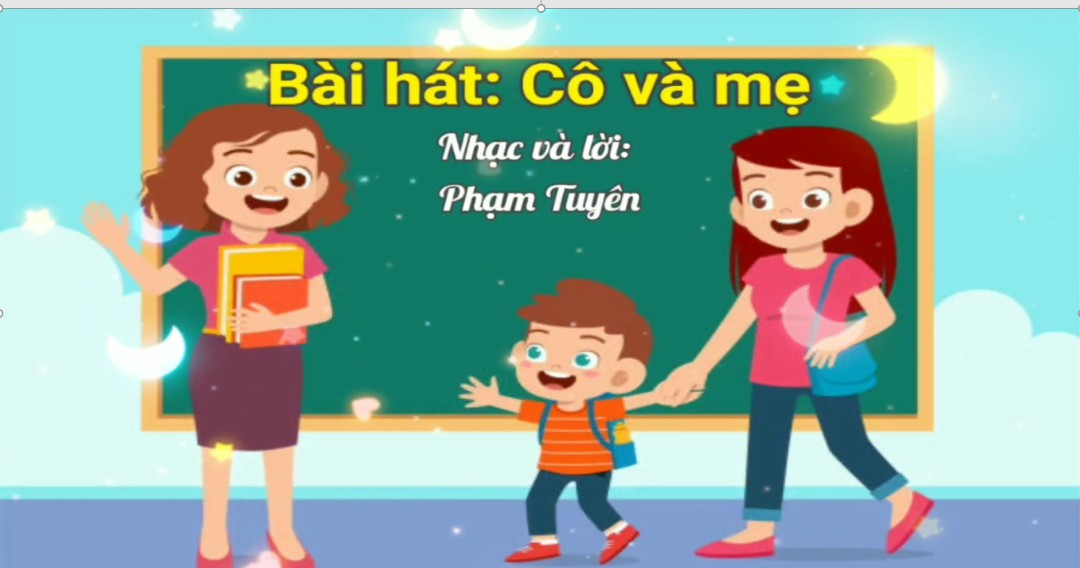 Bài hát: Cô và mẹ
Nhạc và lời:
Phạm Tuyên